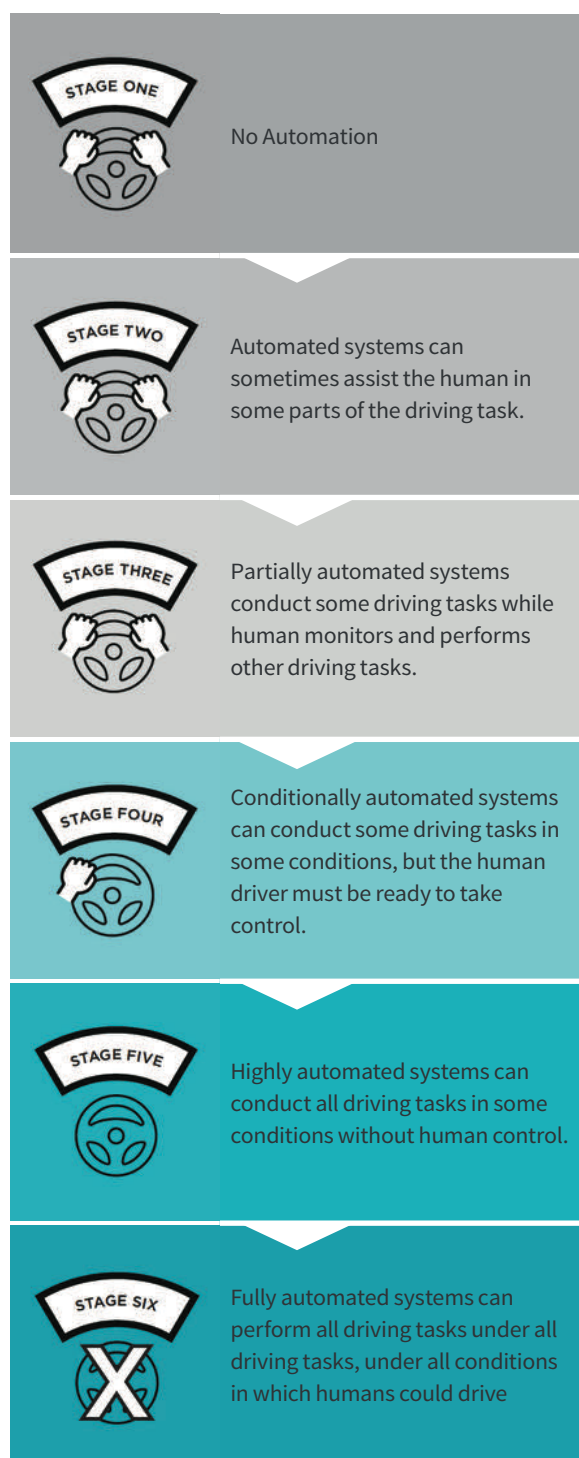 STAGE ONE
No Automation
STAGE TWO
Automated systems can
sometimes assist the human in
some parts of the driving task.
STAGE THREE
Partially automated systems
conduct some driving tasks while
human monitors and performs
other driving tasks.
STAGE FOUR
Conditionally automated systems
can conduct some driving tasks in
some conditions, but the human
driver must be ready to take
control.
STAGE FIVE
Highly automated systems can
conduct all driving tasks in some
conditions without human control.
STAGE SIX
X
Fully automated systems can
perform all driving tasks under all
driving tasks, under all conditions
in which humans could drive